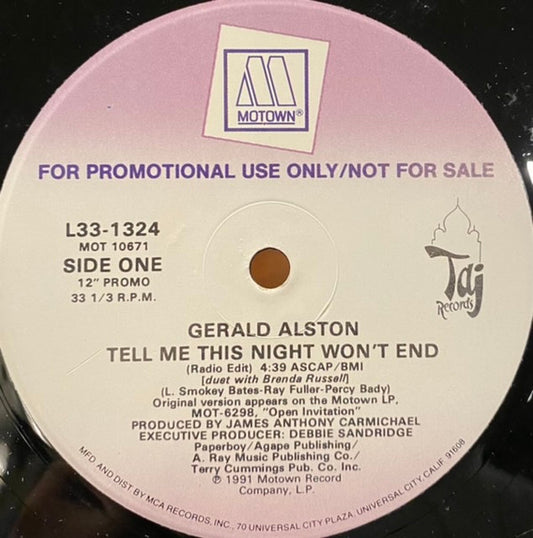 MOTOWN®
FOR PROMOTIONAL USE ONLY/NOT FOR SALE
L33-1324
MOT 10671
SIDE ONE
12" PROMO
33 1/3 R.P.M.
Taj
Records
GERALD ALSTON
TELL ME THIS NIGHT WON'T END
(Radio Edit) 4:39 ASCAP/BMI
[duet with Brenda Russell]
(L. Smokey Bates-Ray Fuller-Percy Bady)
Original version appears on the Motown LP,
MOT-6298, "Open Invitation"
PRODUCED BY JAMES ANTHONY CARMICHAEL
EXECUTIVE PRODUCER: DEBBIE SANDRIDGE
Paperboy/Agape Publishing/
A. Ray Music Publishing Co./
Terry Cummings Pub. Co. Inc.
℗ 1991 Motown Record
Company, L.P.
MFD AND DIST BY MCA RECORDS, INC., 70 UNIVERSAL CITY PLAZA, UNIVERSAL CITY, CALIF. 91608